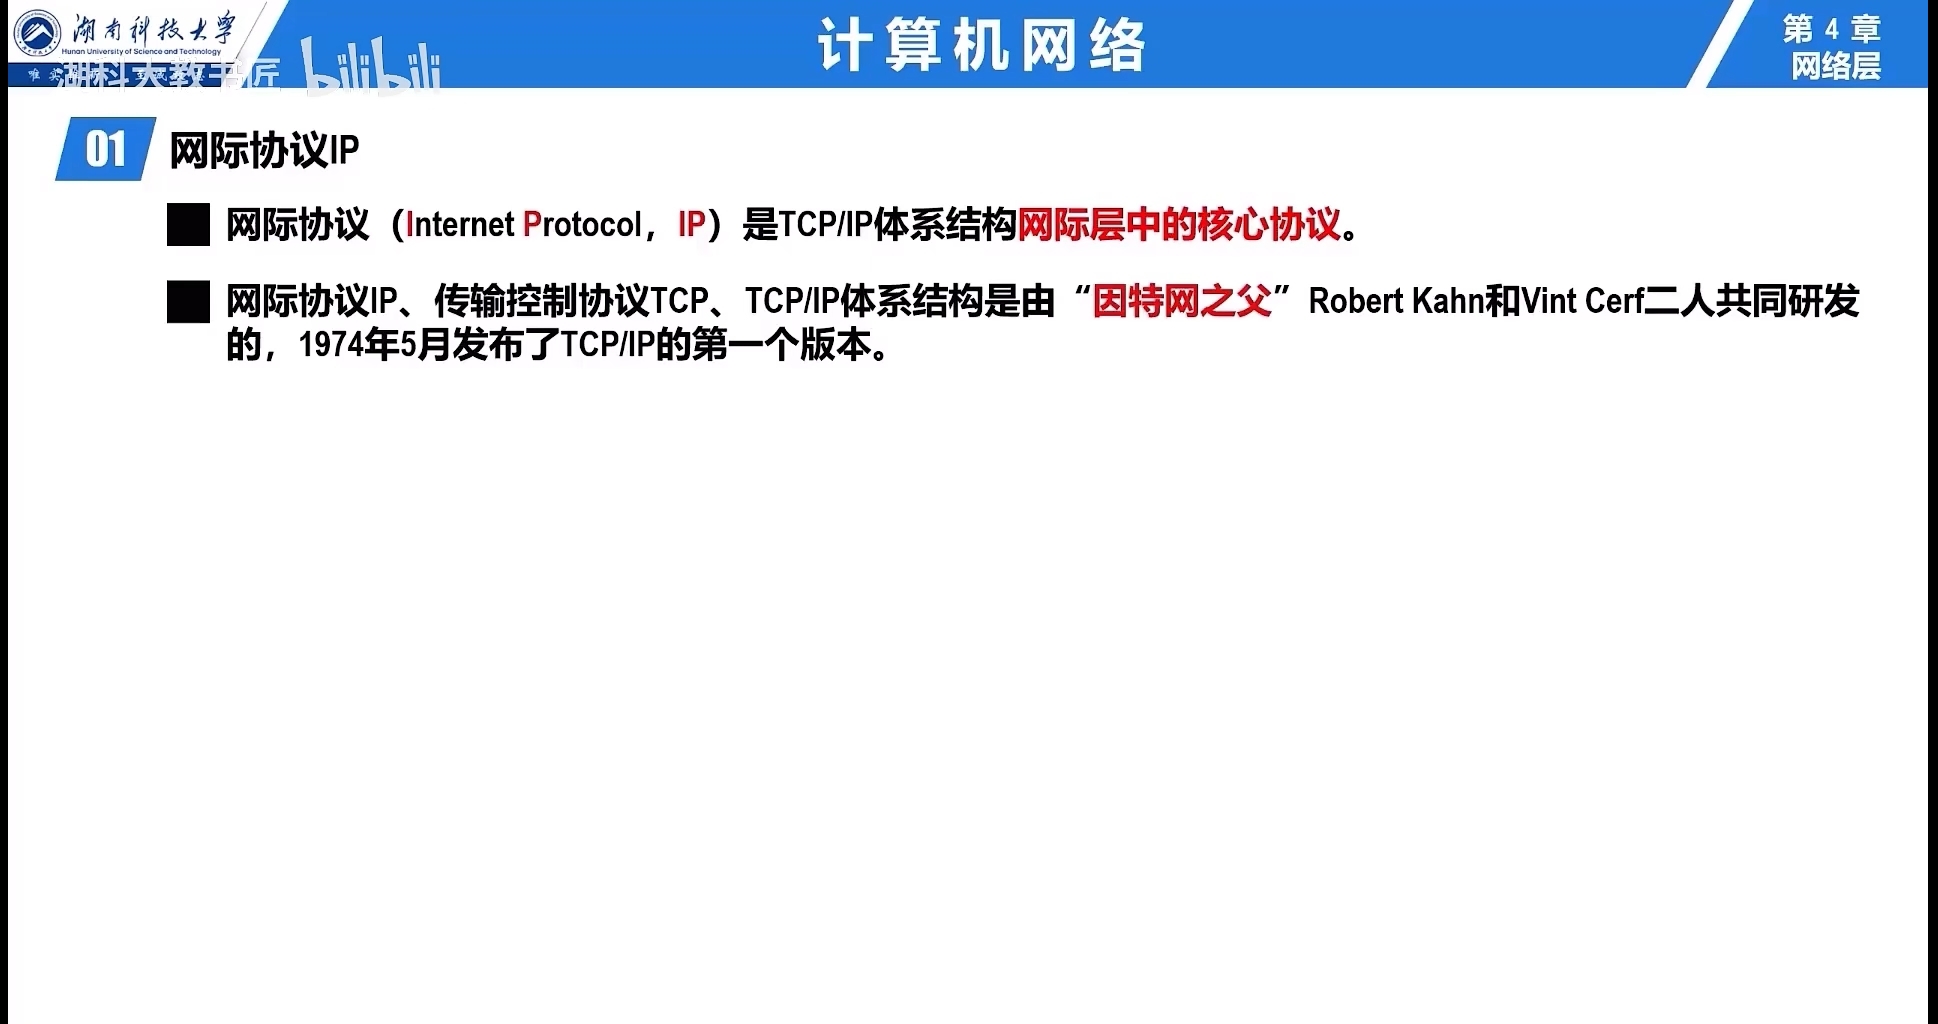 湖南科技大学
Hunan University of Science and Technology
湖科大教书匠 bilibili
计算机网络
第 4 章
网络层
01 网际协议IP
网际协议（Internet Protocol，IP）是TCP/IP体系结构网际层中的核心协议。
网际协议IP、传输控制协议TCP、TCP/IP体系结构是由“因特网之父”Robert Kahn和Vint Cerf二人共同研发
的，1974年5月发布了TCP/IP的第一个版本。